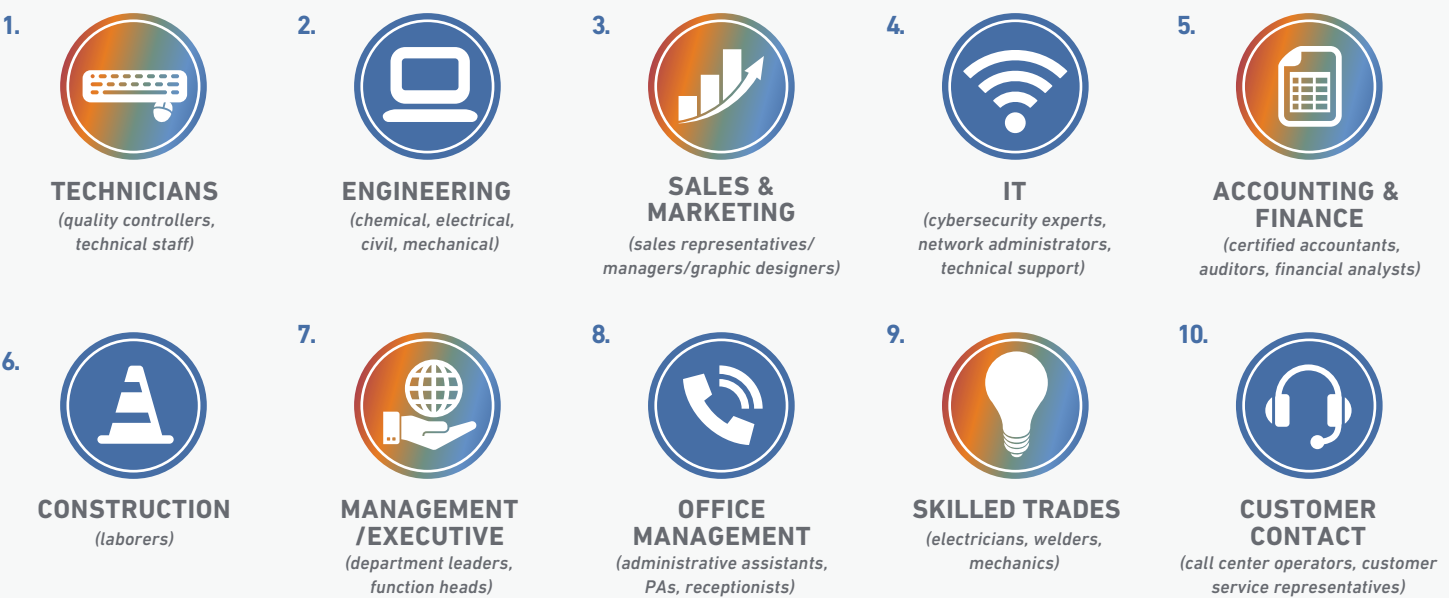 1.
TECHNICIANS
(quality controllers,
technical staff)
2.
ENGINEERING
(chemical, electrical,
civil, mechanical)
3.
SALES &
MARKETING
(sales representatives/
managers/graphic designers)
4.
IT
(cybersecurity experts,
network administrators,
technical support)
5.
ACCOUNTING &
FINANCE
(certified accountants,
auditors, financial analysts)
6.
CONSTRUCTION
(laborers)
7.
MANAGEMENT
/EXECUTIVE
(department leaders,
function heads)
8.
OFFICE
MANAGEMENT
(administrative assistants,
PAs, receptionists)
9.
SKILLED TRADES
(electricians, welders,
mechanics)
10.
CUSTOMER
CONTACT
(call center operators, customer
service representatives)